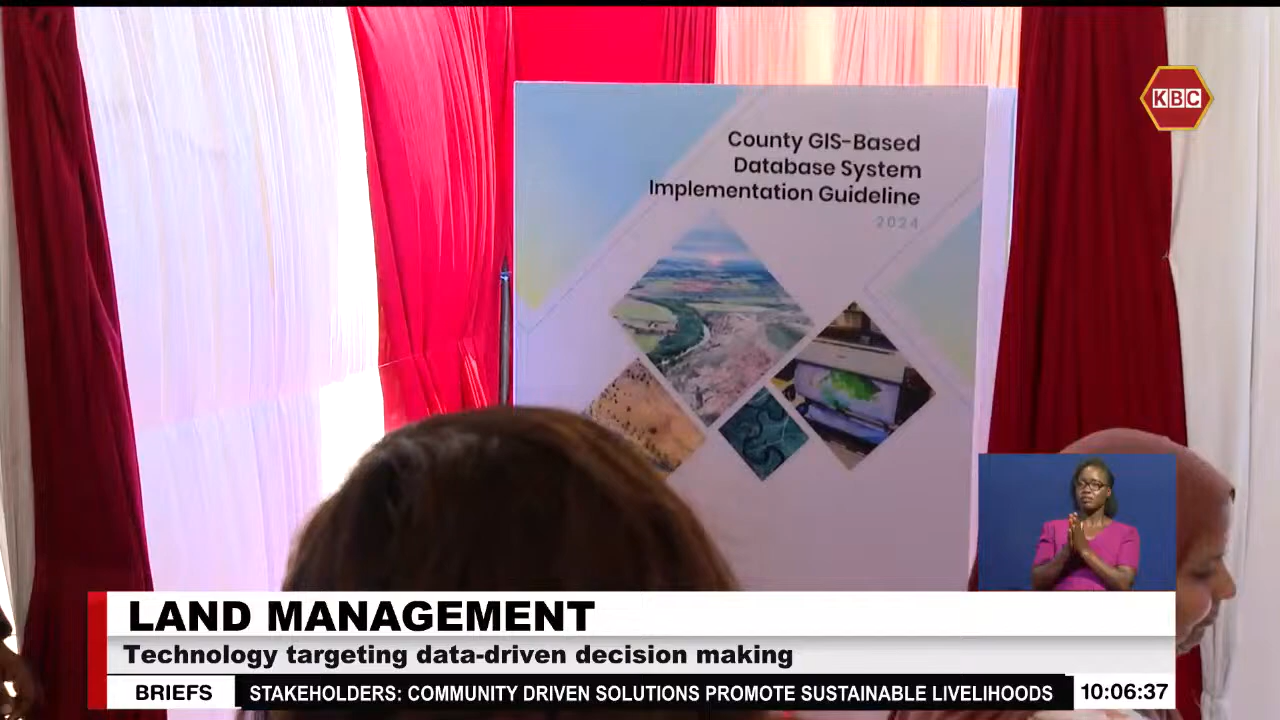 KBC
County GIS-Based
Database System
Implementation Guideline
2024
LAND MANAGEMENT
Technology targeting data-driven decision making
BRIEFS STAKEHOLDERS: COMMUNITY DRIVEN SOLUTIONS PROMOTE SUSTAINABLE LIVELIHOODS 10:06:37